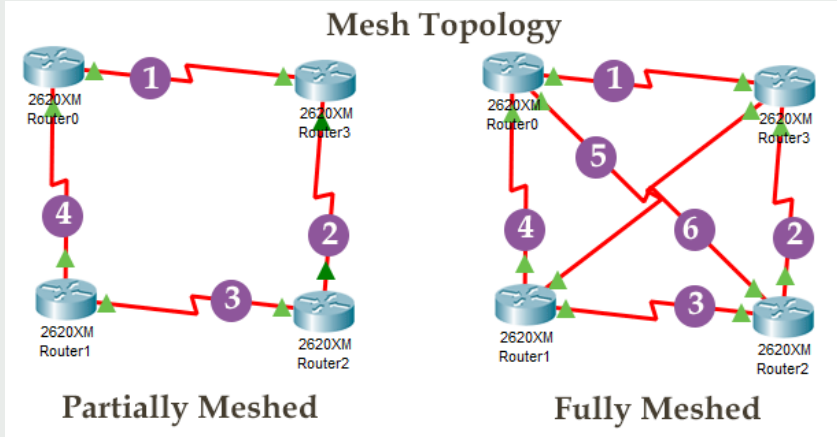 Mesh Topology
1
2620XM
Router0
2620XM
Router3
4
2
3
2620XM
Router1
2620XM
Router2
Partially Meshed
1
2620XM
Router0
2620XM
Router3
5
4
6
2
3
2620XM
Router1
2620XM
Router2
Fully Meshed